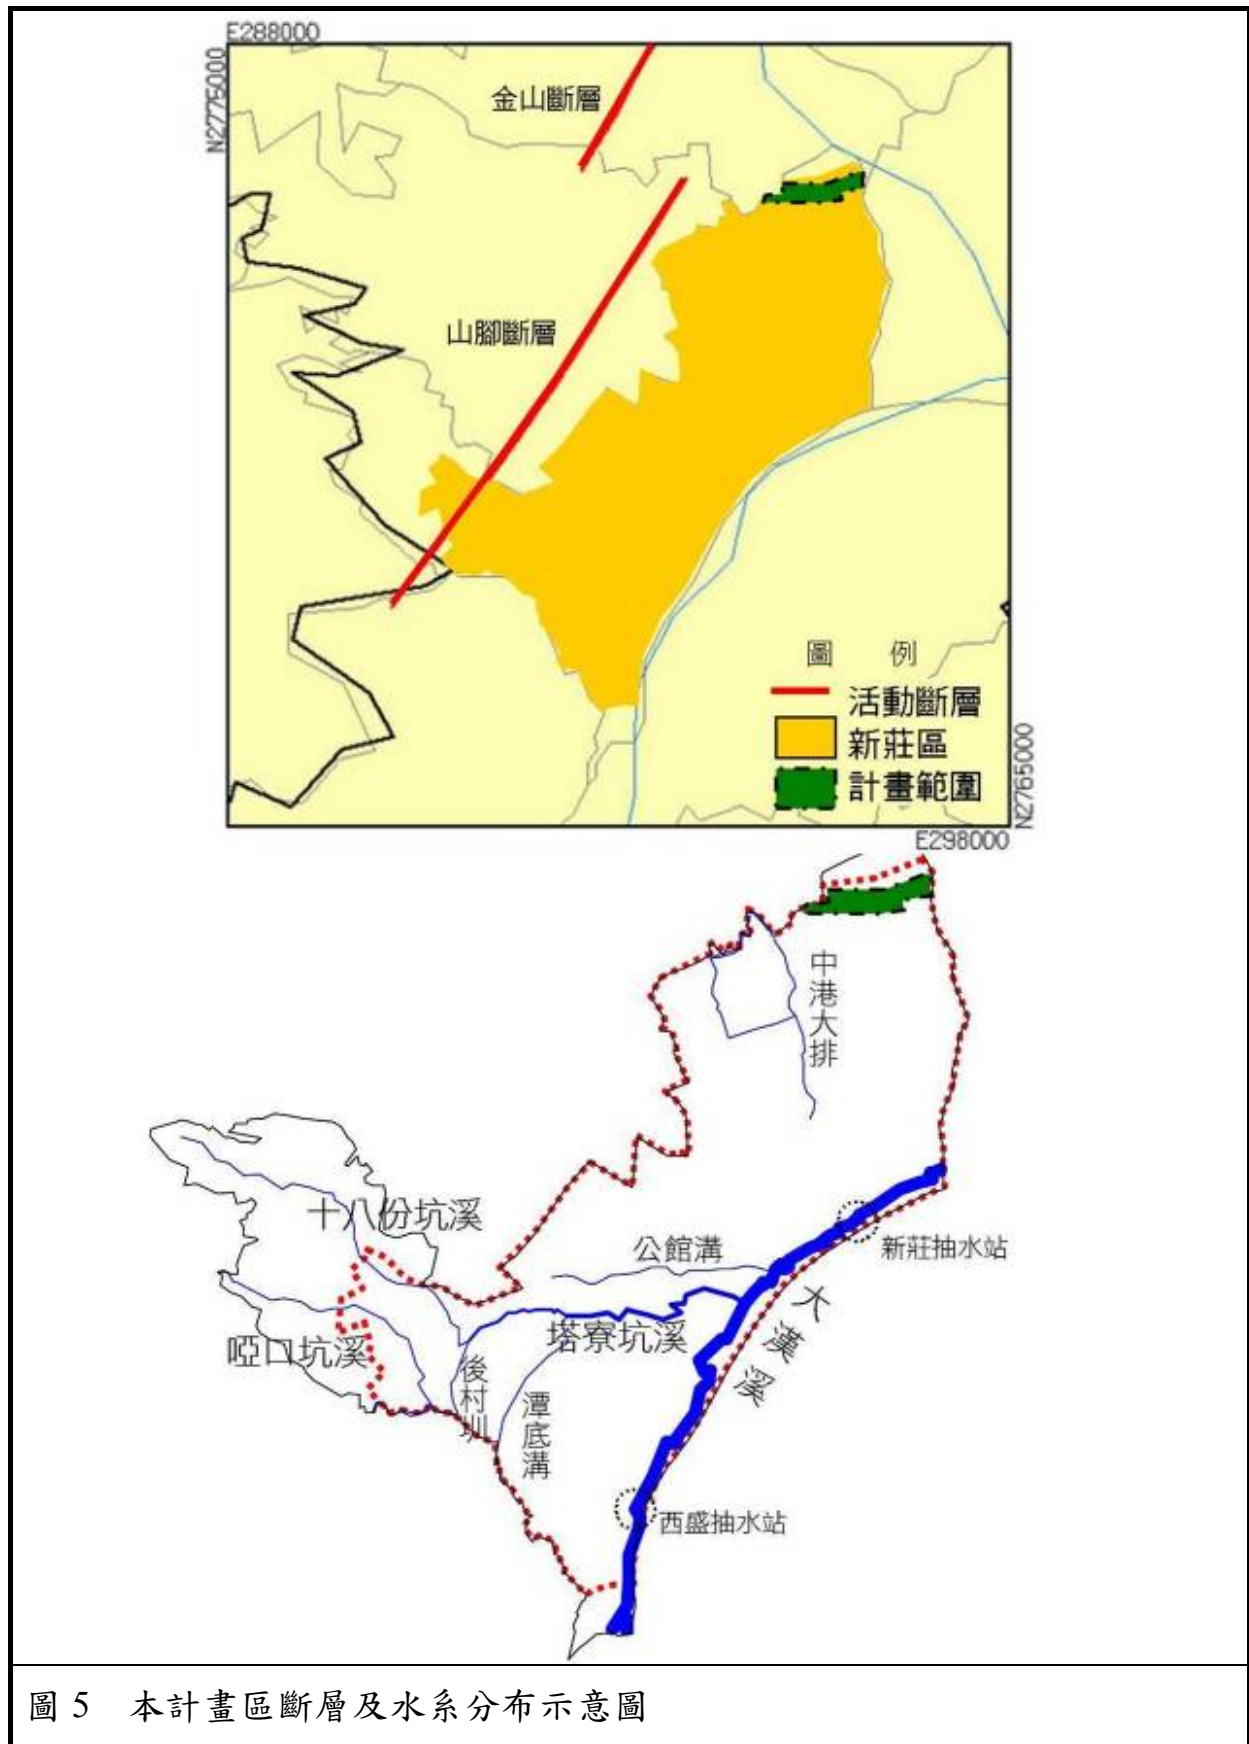 E288000
N2775000
金山斷層
山腳斷層
圖 例
活動斷層
新莊區
計畫範圍
N2765000
E298000
中港大排
十八份坑溪
公館溝
新莊抽水站
大漢溪
塔寮坑溪
啞口坑溪
後村圳
潭底溝
西盛抽水站
圖 5 本計畫區斷層及水系分布示意圖